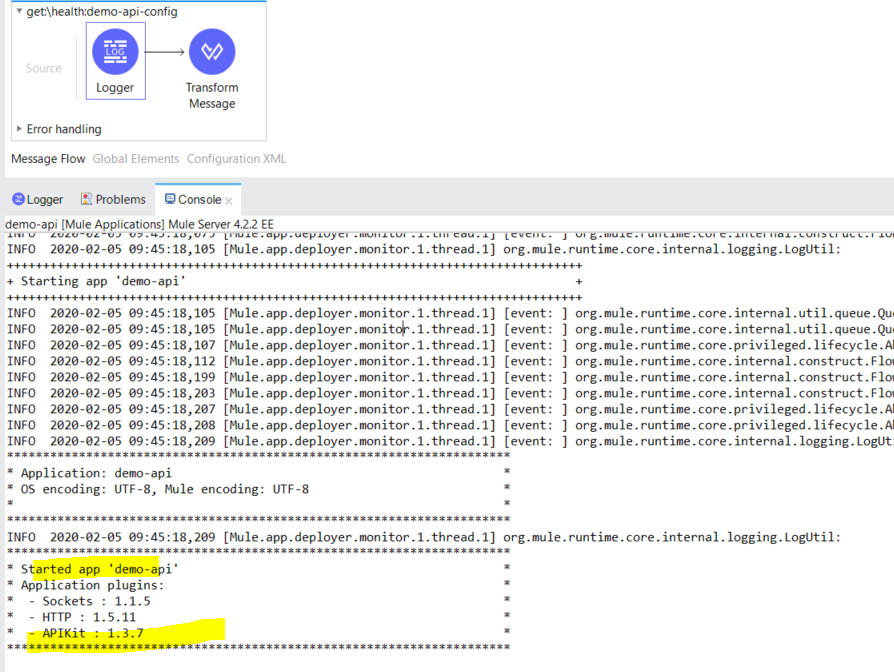 get:\health:demo-api-config
Source
LOG
Logger
Transform
Message
Error handling
Message Flow Global Elements Configuration XML
Logger Problems Console
demo-api [Mule Applications] Mule Server 4.2.2 EE
INFO 2020-02-05 09:45:18,075 [Mule.app.deployer.monitor.1.thread.1] [event: ] org.mule.runtime.core.internal.construct.Flo
INFO 2020-02-05 09:45:18,105 [Mule.app.deployer.monitor.1.thread.1] org.mule.runtime.core.internal.logging.LogUtil:
++++++++++++++++++++++++++++++++++++++++++++++++++++++++++++++++++++++++++++++++
+ Starting app 'demo-api' +
++++++++++++++++++++++++++++++++++++++++++++++++++++++++++++++++++++++++++++++++
INFO 2020-02-05 09:45:18,105 [Mule.app.deployer.monitor.1.thread.1] [event: ] org.mule.runtime.core.internal.util.queue.Que
INFO 2020-02-05 09:45:18,105 [Mule.app.deployer.monitor.1.thread.1] [event: ] org.mule.runtime.core.internal.util.queue.Que
INFO 2020-02-05 09:45:18,107 [Mule.app.deployer.monitor.1.thread.1] [event: ] org.mule.runtime.core.privileged.lifecycle.Ab
INFO 2020-02-05 09:45:18,112 [Mule.app.deployer.monitor.1.thread.1] [event: ] org.mule.runtime.core.internal.construct.Flow
INFO 2020-02-05 09:45:18,199 [Mule.app.deployer.monitor.1.thread.1] [event: ] org.mule.runtime.core.internal.construct.Flow
INFO 2020-02-05 09:45:18,203 [Mule.app.deployer.monitor.1.thread.1] [event: ] org.mule.runtime.core.internal.construct.Flow
INFO 2020-02-05 09:45:18,207 [Mule.app.deployer.monitor.1.thread.1] [event: ] org.mule.runtime.core.privileged.lifecycle.Ab
INFO 2020-02-05 09:45:18,208 [Mule.app.deployer.monitor.1.thread.1] [event: ] org.mule.runtime.core.privileged.lifecycle.Ab
INFO 2020-02-05 09:45:18,209 [Mule.app.deployer.monitor.1.thread.1] [event: ] org.mule.runtime.core.internal.logging.LogUti
**********************************************************************
* Application: demo-api *
* OS encoding: UTF-8, Mule encoding: UTF-8 *
* *
**********************************************************************
INFO 2020-02-05 09:45:18,209 [Mule.app.deployer.monitor.1.thread.1] org.mule.runtime.core.internal.logging.LogUtil:
**********************************************************************
* Started app 'demo-api' *
* Application plugins: *
* - Sockets : 1.1.5 *
* - HTTP : 1.5.11 *
* - APIKit : 1.3.7 *
**********************************************************************